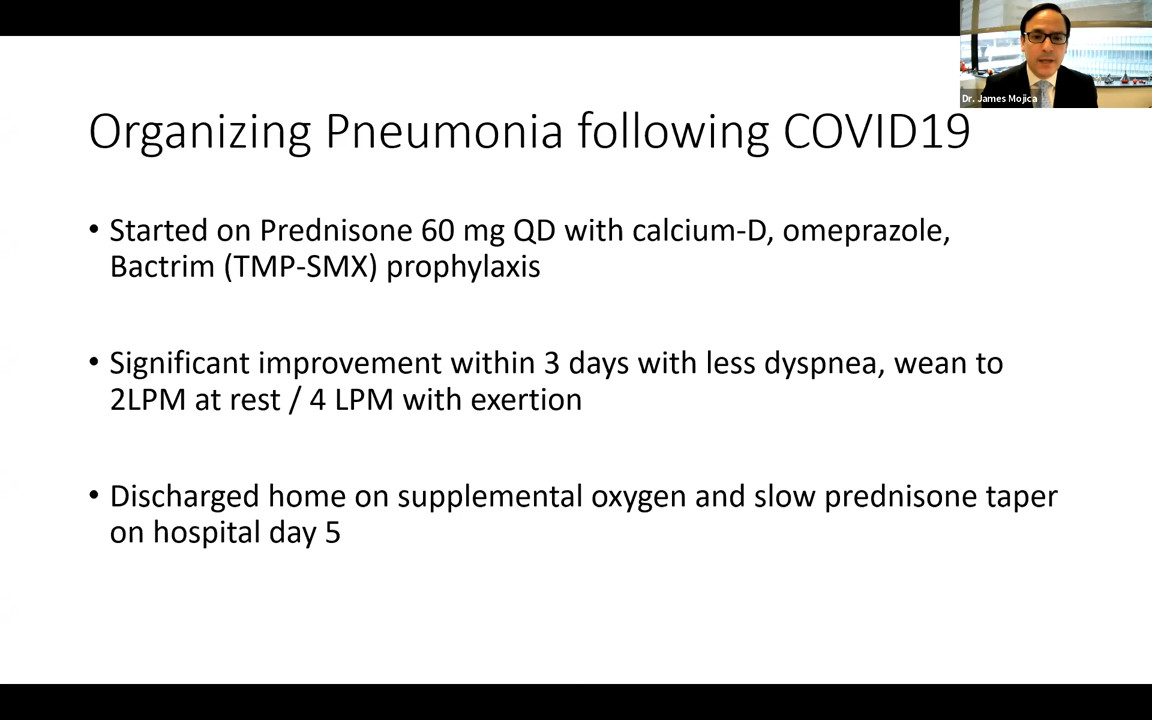 Dr. James Mojica
Organizing Pneumonia following COVID19
• Started on Prednisone 60 mg QD with calcium-D, omeprazole,
Bactrim (TMP-SMX) prophylaxis
• Significant improvement within 3 days with less dyspnea, wean to
2LPM at rest / 4 LPM with exertion
• Discharged home on supplemental oxygen and slow prednisone taper
on hospital day 5